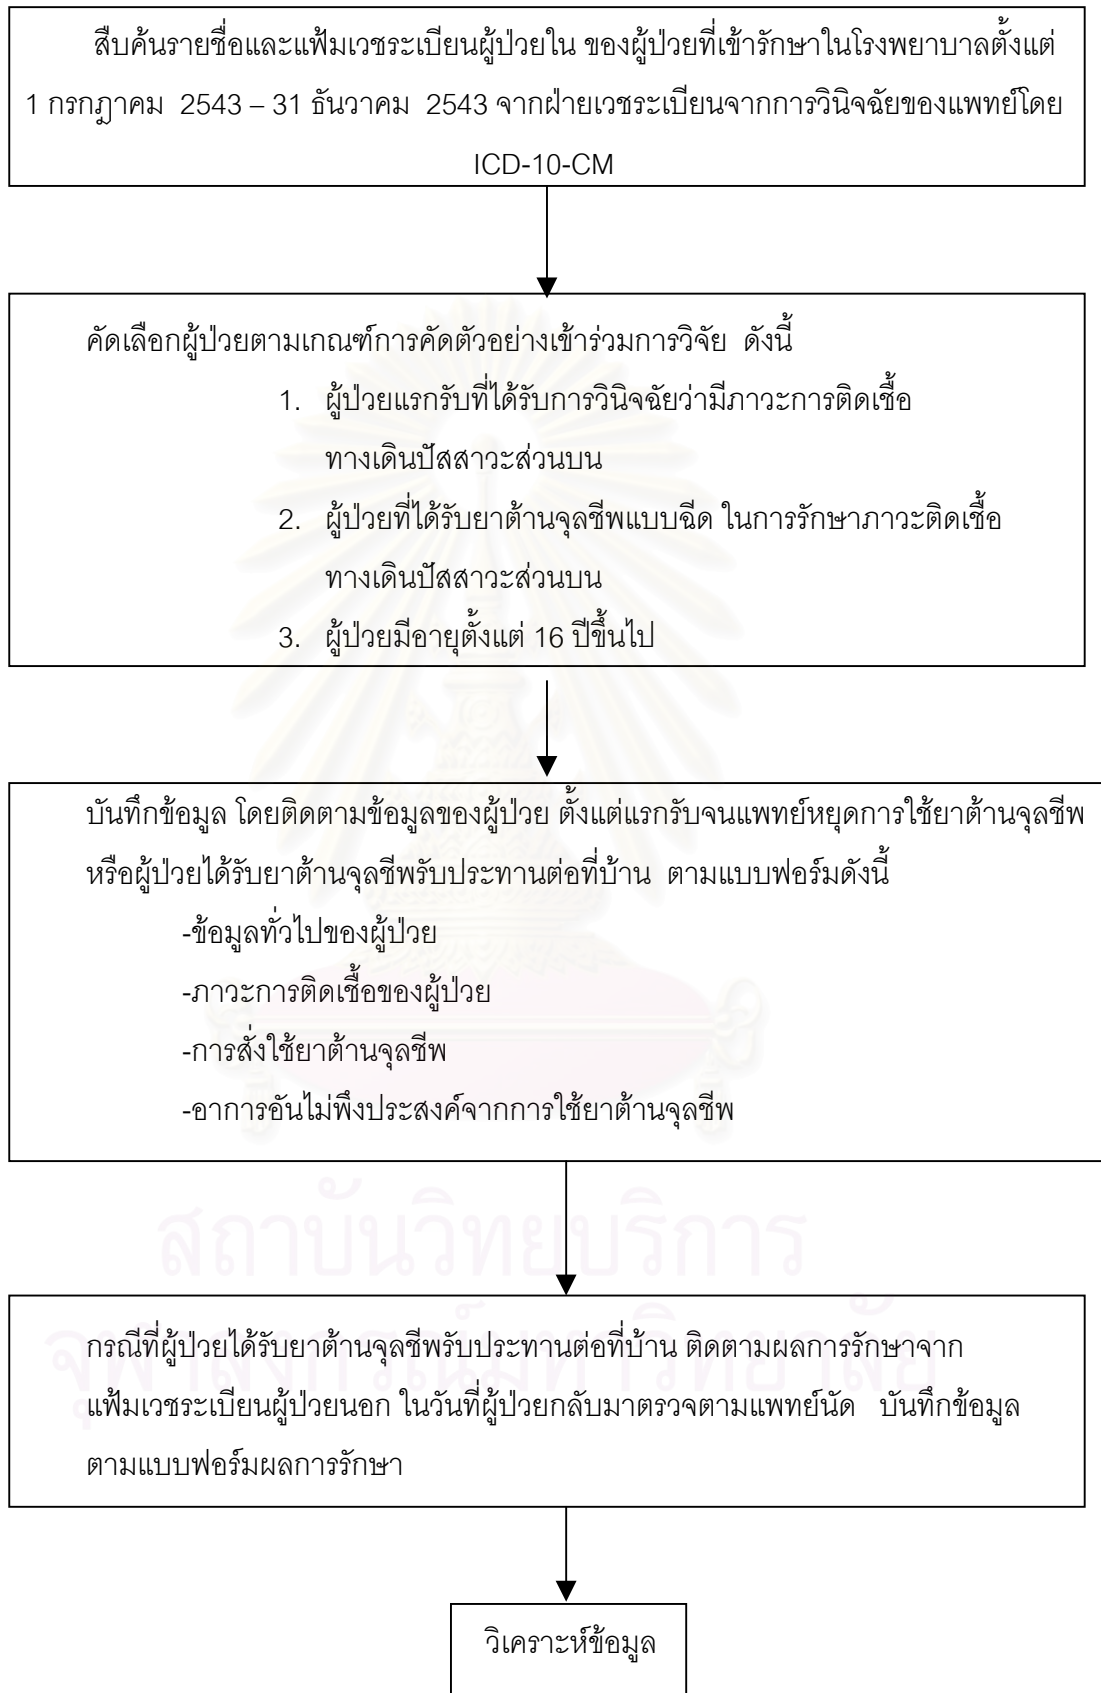 สืบค้นรายชื่อและแฟ้มเวชระเบียนผู้ป่วยใน ของผู้ป่วยที่เข้ารักษาในโรงพยาบาลตั้งแต่
1 กรกฎาคม 2543 – 31 ธันวาคม 2543 จากฝ่ายเวชระเบียนจากการวินิจฉัยของแพทย์โดย
ICD-10-CM
คัดเลือกผู้ป่วยตามเกณฑ์การคัดตัวอย่างเข้าร่วมการวิจัย ดังนี้
1. ผู้ป่วยแรกรับที่ได้รับการวินิจฉัยว่ามีภาวะการติดเชื้อ
ทางเดินปัสสาวะส่วนบน
2. ผู้ป่วยที่ได้รับยาต้านจุลชีพแบบฉีด ในการรักษาภาวะติดเชื้อ
ทางเดินปัสสาวะส่วนบน
3. ผู้ป่วยมีอายุตั้งแต่ 16 ปีขึ้นไป
บันทึกข้อมูล โดยติดตามข้อมูลของผู้ป่วย ตั้งแต่แรกรับจนแพทย์หยุดการใช้ยาต้านจุลชีพ
หรือผู้ป่วยได้รับยาต้านจุลชีพรับประทานต่อที่บ้าน ตามแบบฟอร์มดังนี้
-ข้อมูลทั่วไปของผู้ป่วย
-ภาวะการติดเชื้อของผู้ป่วย
-การสั่งใช้ยาต้านจุลชีพ
-อาการอันไม่พึงประสงค์จากการใช้ยาต้านจุลชีพ
สถาบันวิทยบริการ
จุฬาลงกรณ์มหาวิทยาลัย
กรณีที่ผู้ป่วยได้รับยาต้านจุลชีพรับประทานต่อที่บ้าน ติดตามผลการรักษาจาก
แฟ้มเวชระเบียนผู้ป่วยนอก ในวันที่ผู้ป่วยกลับมาตรวจตามแพทย์นัด บันทึกข้อมูล
ตามแบบฟอร์มผลการรักษา
วิเคราะห์ข้อมูล